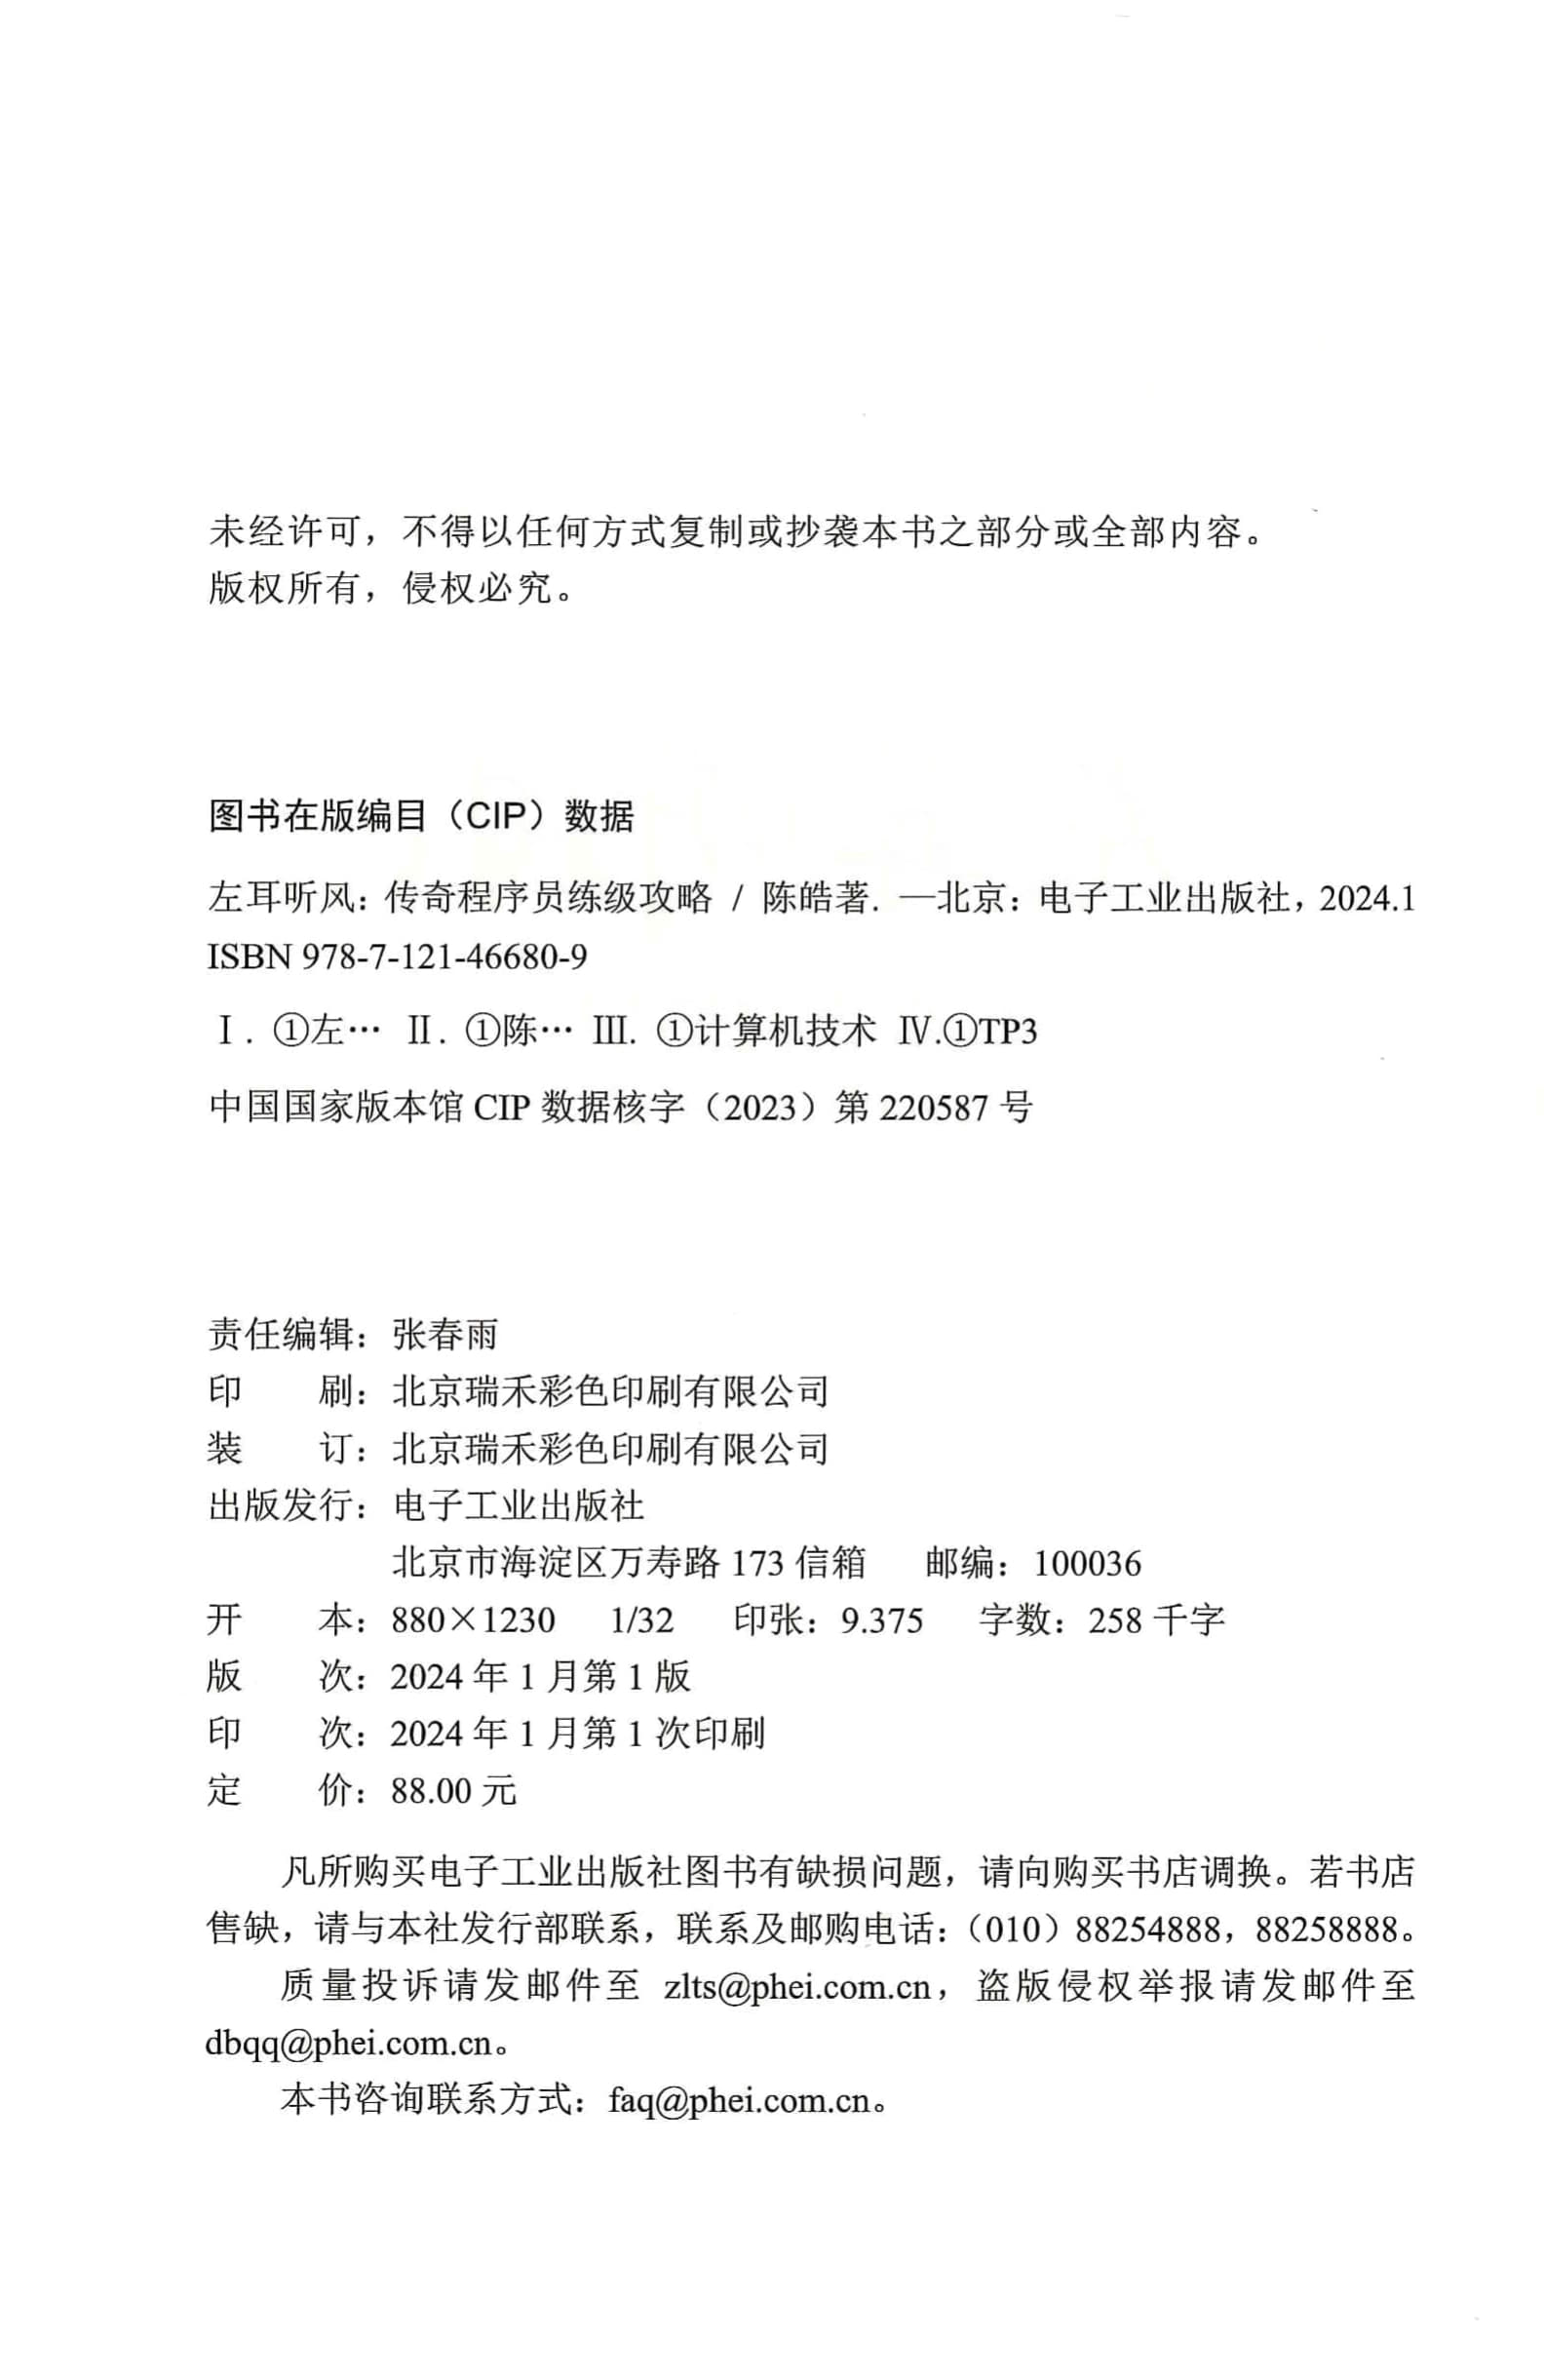 未经许可，不得以任何方式复制或抄袭本书之部分或全部内容。
版权所有，侵权必究。
图书在版编目（CIP）数据
左耳听风：传奇程序员练级攻略 / 陈皓著. —北京：电子工业出版社，2024.1
ISBN 978-7-121-46680-9
Ⅰ. ①左… Ⅱ. ①陈… Ⅲ. ①计算机技术 Ⅳ.①TP3
中国国家版本馆 CIP 数据核字（2023）第 220587 号
责任编辑：张春雨
印 刷：北京瑞禾彩色印刷有限公司
装 订：北京瑞禾彩色印刷有限公司
出版发行：电子工业出版社
北京市海淀区万寿路 173 信箱 邮编：100036
开 本：880×1230 1/32 印张：9.375 字数：258 千字
版 次：2024 年 1 月第 1 版
印 次：2024 年 1 月第 1 次印刷
定 价：88.00 元
凡所购买电子工业出版社图书有缺损问题，请向购买书店调换。若书店
售缺，请与本社发行部联系，联系及邮购电话：（010）88254888，88258888。
质量投诉请发邮件至 zlts@phei.com.cn，盗版侵权举报请发邮件至
dbqq@phei.com.cn。
本书咨询联系方式：faq@phei.com.cn。